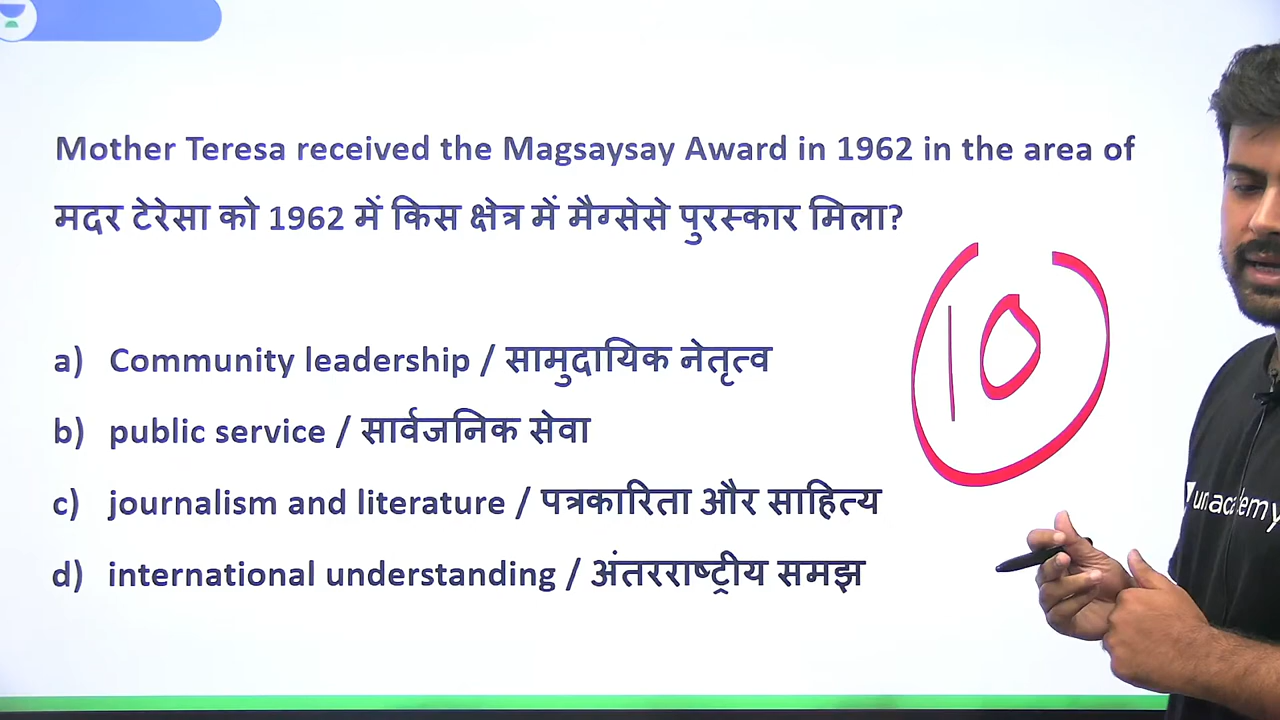 Mother Teresa received the Magsaysay Award in 1962 in the area of
मदर टेरेसा को 1962 में किस क्षेत्र में मैग्सेसे पुरस्कार मिला?
10
a) Community leadership / सामुदायिक नेतृत्व
b) public service / सार्वजनिक सेवा
c) journalism and literature / पत्रकारिता और साहित्य
d) international understanding / अंतरराष्ट्रीय समझ
unacademy